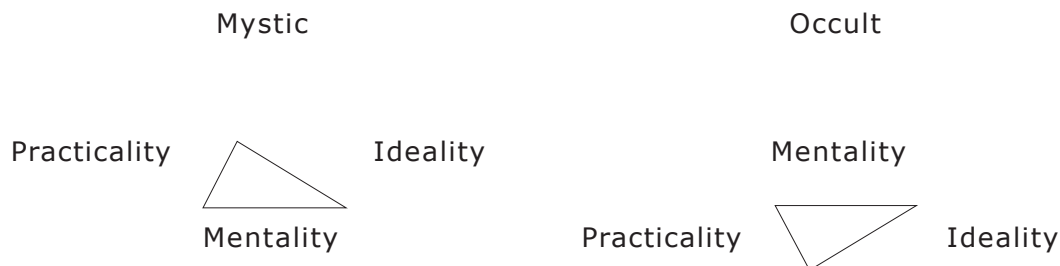 Mystic
Occult
Practicality
Ideality
Mentality
Mentality
Practicality
Ideality